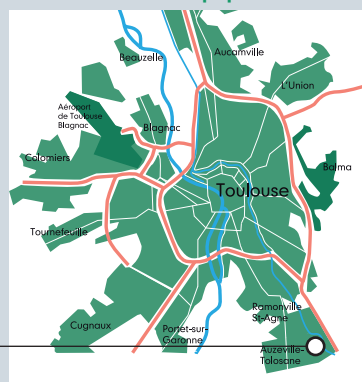 Aucamville
Beauzelle
L'Union
Aéroport
de Toulouse
Blagnac
Blagnac
Colomiers
Balma
Toulouse
Tournefeuille
Ramonville
St-Agne
Cugnaux
Portet-sur-
Garonne
Auzeville-
Tolosane